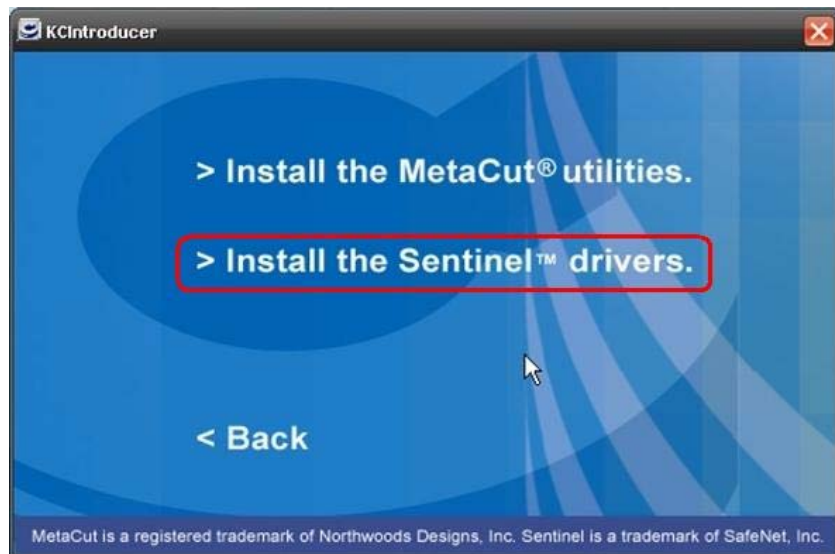 KCIntroducer
> Install the MetaCut® utilities.
> Install the Sentinel™ drivers.
< Back
MetaCut is a registered trademark of Northwoods Designs, Inc. Sentinel is a trademark of SafeNet, Inc.